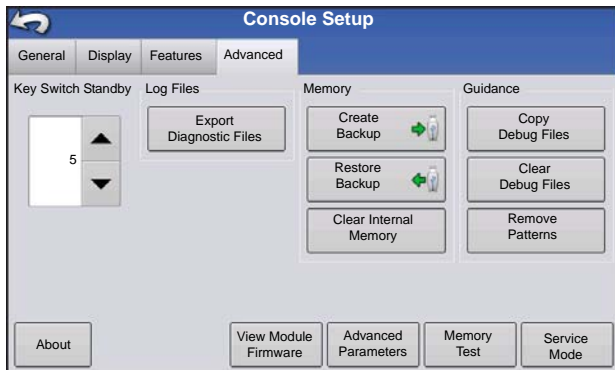 Console Setup
General
Display
Features
Advanced
Key Switch Standby
Log Files
Memory
Guidance
5
Export
Diagnostic Files
Create
Backup
Restore
Backup
Clear Internal
Memory
Copy
Debug Files
Clear
Debug Files
Remove
Patterns
About
View Module
Firmware
Advanced
Parameters
Memory
Test
Service
Mode